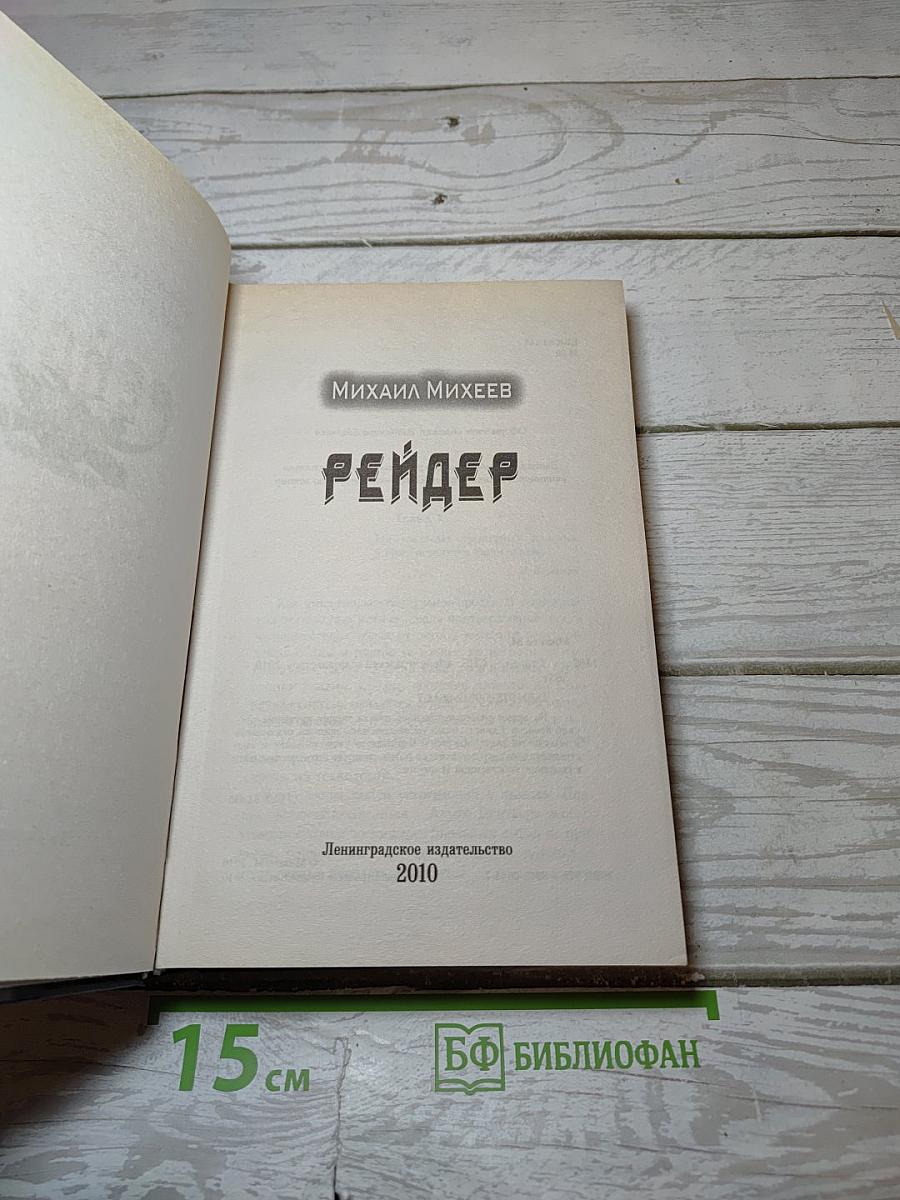 МИХАИЛ МИХЕЕВ
РЕЙДЕР
Ленинградское издательство
2010
15 см
БФ БИБЛИОФАН